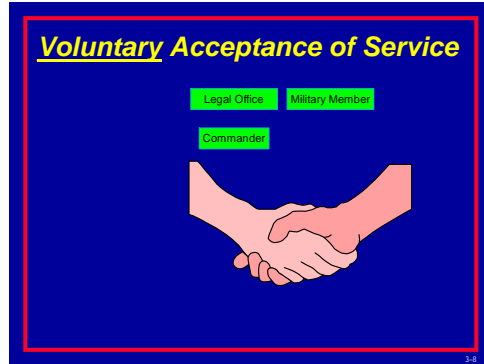 Voluntary Acceptance of Service
Legal Office Military Member
Commander
3-8